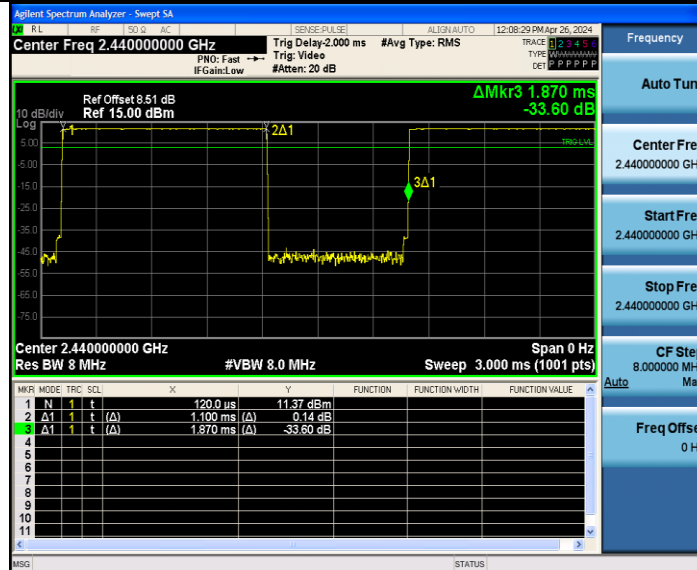 Agilent Spectrum Analyzer - Swept SA
RL RF 50 Ω AC SENSE:PULSE ALIGN AUTO 12:08:29 PM Apr 26, 2024
Center Freq 2.440000000 GHz
PNO: Fast
IFGain:Low
Trig Delay-2.000 ms
Trig: Video
#Atten: 20 dB
#Avg Type: RMS
TRACE 1 2 3 4 5 6
TYPE WWWWWW
DET P P P P P P
Ref Offset 8.51 dB
10 dB/div Ref 15.00 dBm
Log
ΔMkr3 1.870 ms
-33.60 dB
1
2Δ1
5.00
TRIG LVL
-5.00
-15.0
3Δ1
-25.0
-35.0
-45.0
-55.0
-65.0
-75.0
Center 2.440000000 GHz Span 0 Hz
Res BW 8 MHz #VBW 8.0 MHz Sweep 3.000 ms (1001 pts)
MKR MODE TRC SCL X Y FUNCTION FUNCTION WIDTH FUNCTION VALUE
1 N 1 t 120.0 us 11.37 dBm
2 Δ1 1 t (Δ) 1.100 ms (Δ) 0.14 dB
3 Δ1 1 t (Δ) 1.870 ms (Δ) -33.60 dB
4
5
6
7
8
9
10
11
MSG STATUS
Frequency
Auto Tun
Center Fre
2.440000000 GH
Start Fre
2.440000000 GH
Stop Fre
2.440000000 GH
CF Ste
8.000000 MH
Auto Ma
Freq Offse
0 H